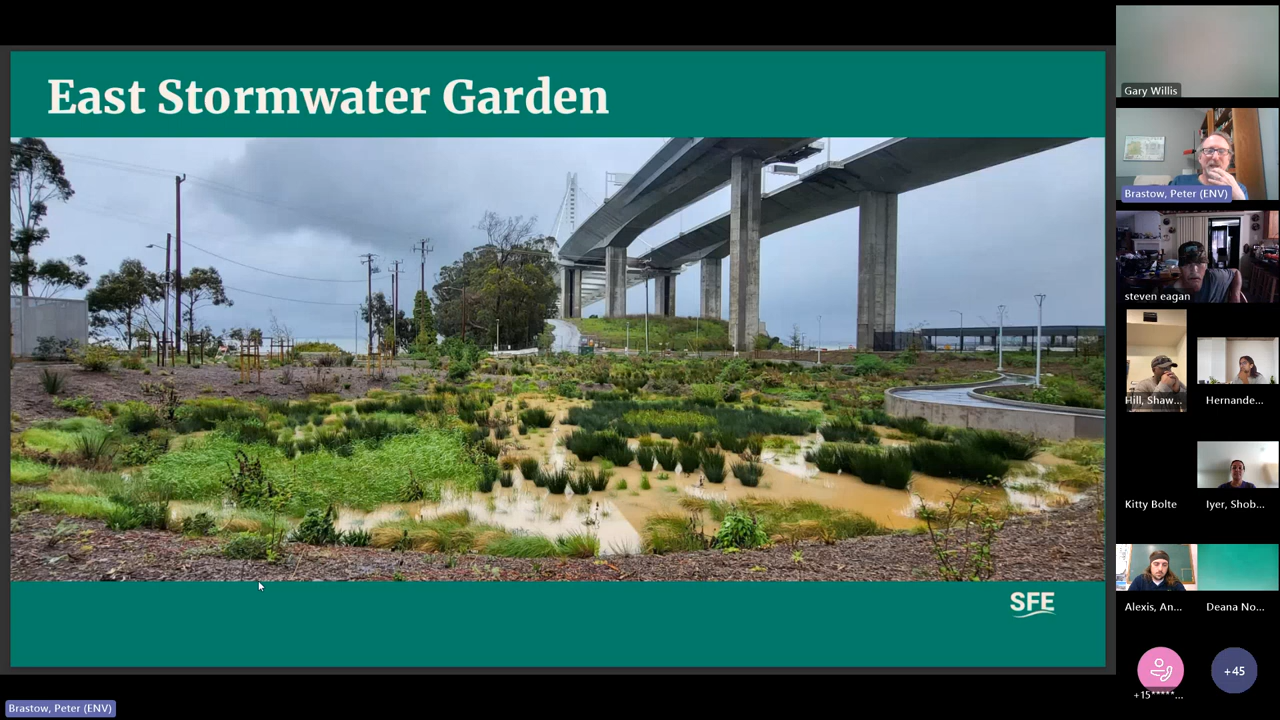 East Stormwater Garden
SFE
Brastow, Peter (ENV)
Gary Willis
Brastow, Peter (ENV)
steven eagan
Hill, Shaw...
Hernande...
Kitty Bolte
Iyer, Shob...
Alexis, An...
Deana No...
+15*****...
+45